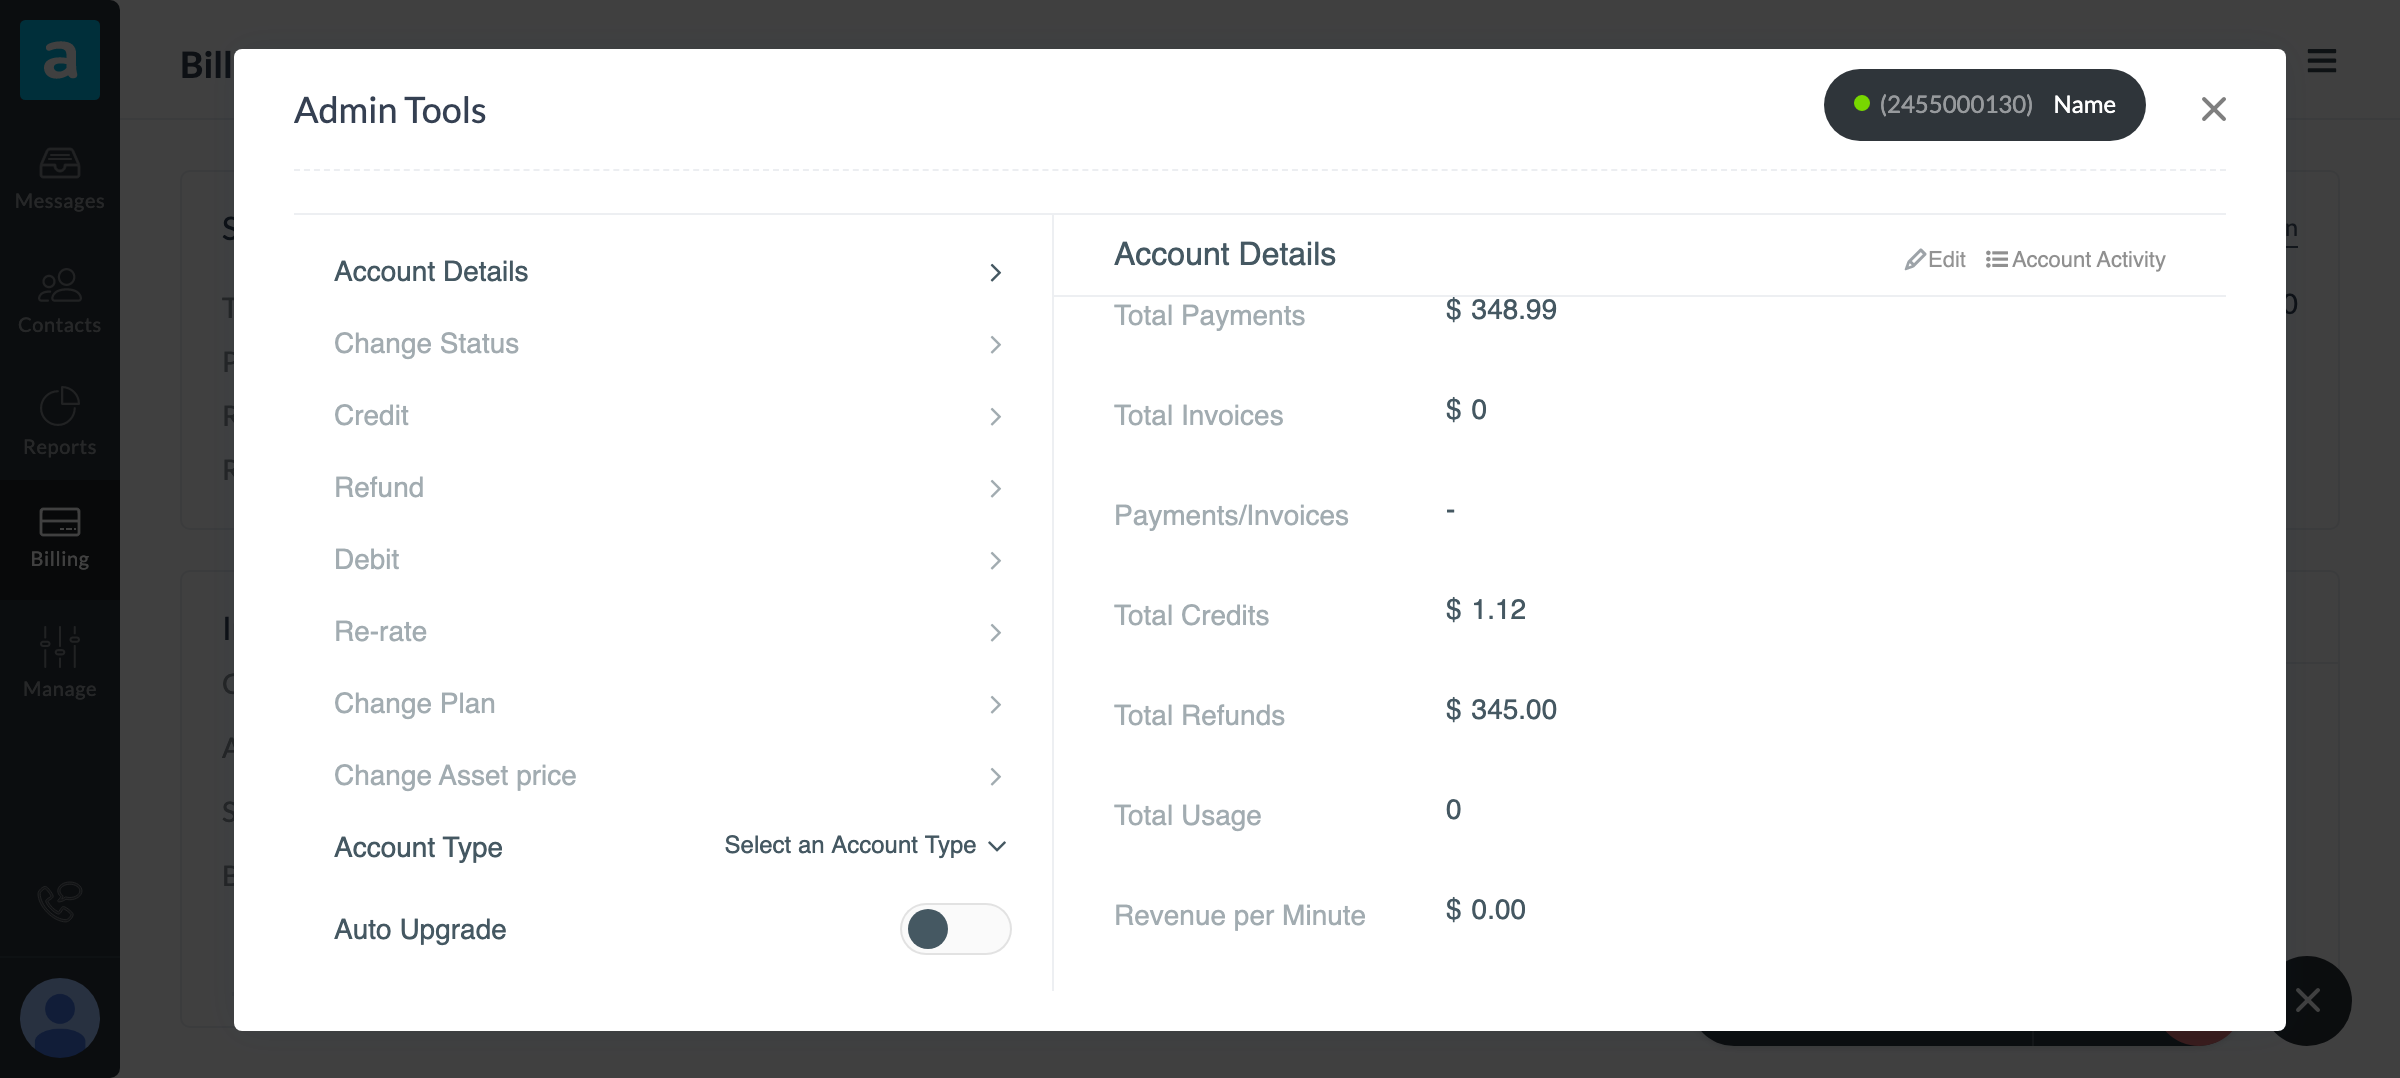 a
Messages
Contacts
Reports
Billing
Manage
Bill
Admin Tools
(2455000130) Name
Account Details
Change Status
Credit
Refund
Debit
Re-rate
Change Plan
Change Asset price
Account Type
Select an Account Type
Auto Upgrade
Account Details
Edit
Account Activity
Total Payments $ 348.99
Total Invoices $ 0
Payments/Invoices -
Total Credits $ 1.12
Total Refunds $ 345.00
Total Usage 0
Revenue per Minute $ 0.00